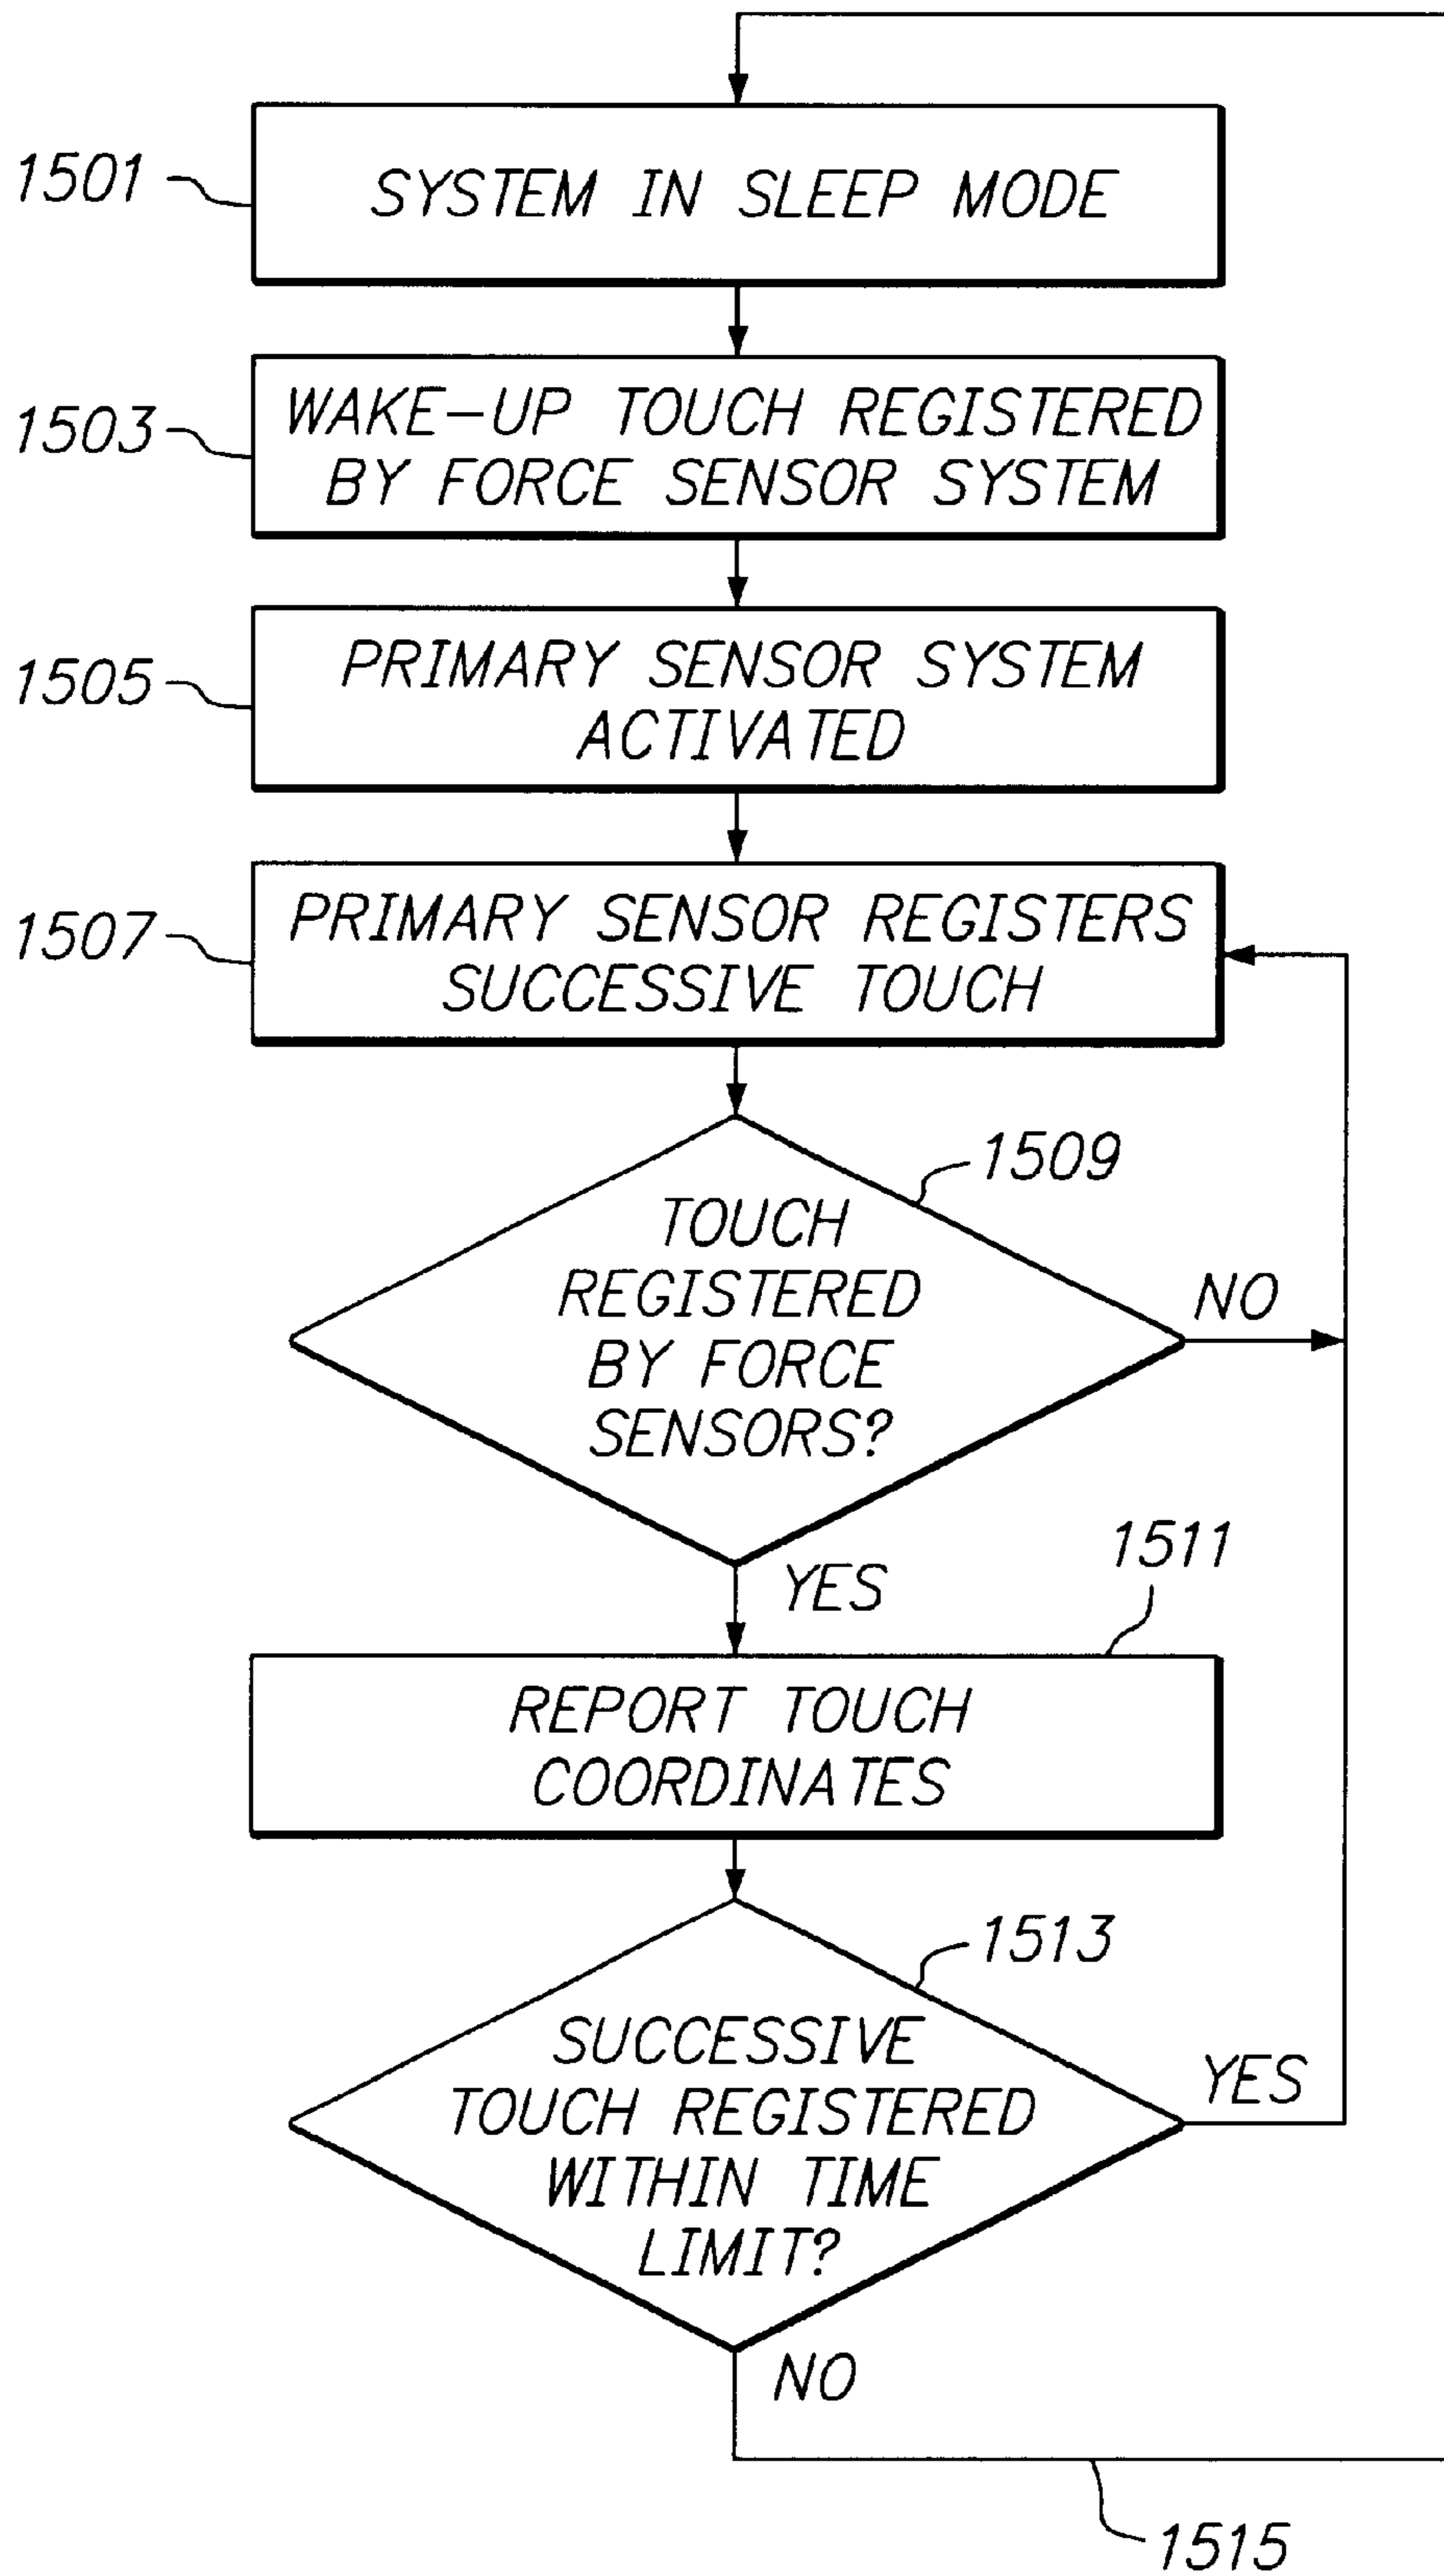 1501
SYSTEM IN SLEEP MODE
1503
WAKE-UP TOUCH REGISTERED
BY FORCE SENSOR SYSTEM
1505
PRIMARY SENSOR SYSTEM
ACTIVATED
1507
PRIMARY SENSOR REGISTERS
SUCCESSIVE TOUCH
1509
TOUCH
REGISTERED
BY FORCE
SENSORS?
NO
YES
1511
REPORT TOUCH
COORDINATES
1513
SUCCESSIVE
TOUCH REGISTERED
WITHIN TIME
LIMIT?
YES
NO
1515